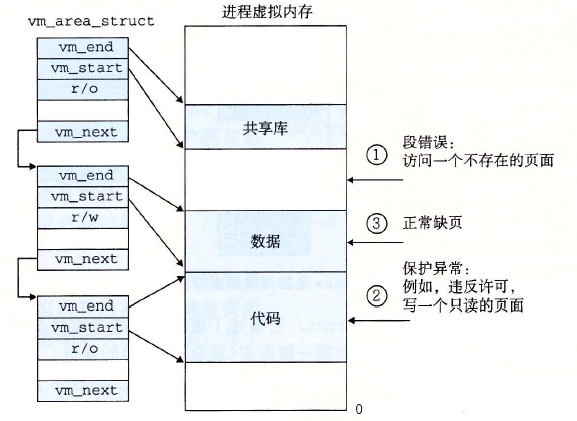 进程虚拟内存
vm_area_struct
vm_end
vm_start
r/o
vm_next
共享库
①
段错误:
访问一个不存在的页面
vm_end
vm_start
r/w
vm_next
数据
③
正常缺页
vm_end
vm_start
r/o
vm_next
代码
②
保护异常:
例如，违反许可，
写一个只读的页面
0